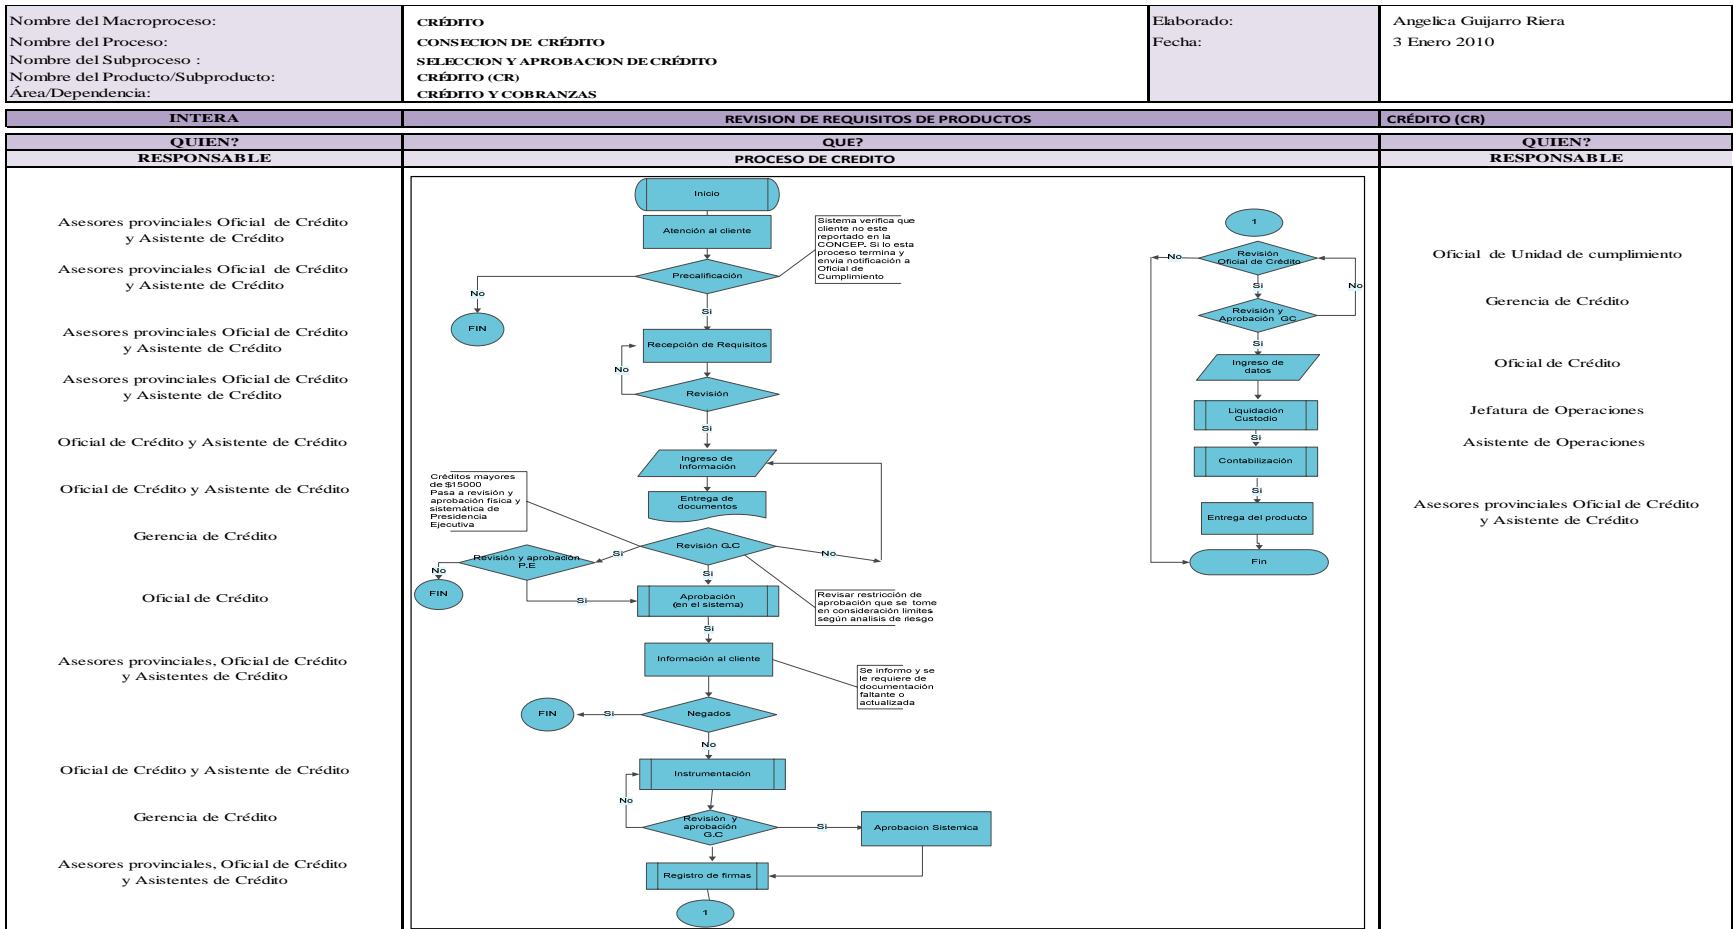 Nombre del Macroproceso:
CRÉDITO
Elaborado:
Angelica Guijarro Riera
Nombre del Proceso:
CONSECION DE CRÉDITO
Fecha:
3 Enero 2010
Nombre del Subproceso :
SELECCION Y APROBACION DE CRÉDITO
Nombre del Producto/Subproducto:
CRÉDITO (CR)
Área/Dependencia:
CRÉDITO Y COBRANZAS
INTERA
REVISION DE REQUISITOS DE PRODUCTOS
CRÉDITO (CR)
QUIEN?
QUE?
QUIEN?
RESPONSABLE
PROCESO DE CREDITO
RESPONSABLE
Asesores provinciales Oficial de Crédito
y Asistente de Crédito
Asesores provinciales Oficial de Crédito
y Asistente de Crédito
Asesores provinciales Oficial de Crédito
y Asistente de Crédito
Asesores provinciales Oficial de Crédito
y Asistente de Crédito
Oficial de Crédito y Asistente de Crédito
Oficial de Crédito y Asistente de Crédito
Gerencia de Crédito
Oficial de Crédito
Asesores provinciales, Oficial de Crédito
y Asistentes de Crédito
Oficial de Crédito y Asistente de Crédito
Gerencia de Crédito
Asesores provinciales, Oficial de Crédito
y Asistentes de Crédito
Inicio
Atención al cliente
Sistema verifica que
cliente no este
reportado en la
CONCEP. Si lo esta
proceso termina y
envia notificación a
Oficial de
Cumplimiento
Precalificación
No
FIN
Si
Recepción de Requisitos
No
Revisión
Si
Ingreso de
Información
Créditos mayores
de $15000
Pasa a revisión y
aprobación física y
sistemática de
Presidencia
Ejecutiva
Entrega de
documentos
Revisión G.C
No
Si
Revisión y aprobación
P.E
No
FIN
Si
Si
Aprobación
(en el sistema)
Revisar restricción de
aprobación que se tome
en consideración limites
según analisis de riesgo
Si
Información al cliente
Se informo y se
le requiere de
documentación
faltante o
actualizada
FIN
Si
Negados
No
Instrumentación
No
Revisión y
aprobación
G.C
Si
Aprobacion Sistemica
Registro de firmas
1
1
No
Revisión
Oficial de Crédito
Si
No
Revisión y
Aprobación GC
Si
Ingreso de
datos
Liquidación
Custodio
Si
Contabilización
Si
Entrega del producto
Fin
Oficial de Unidad de cumplimiento
Gerencia de Crédito
Oficial de Crédito
Jefatura de Operaciones
Asistente de Operaciones
Asesores provinciales Oficial de Crédito
y Asistente de Crédito